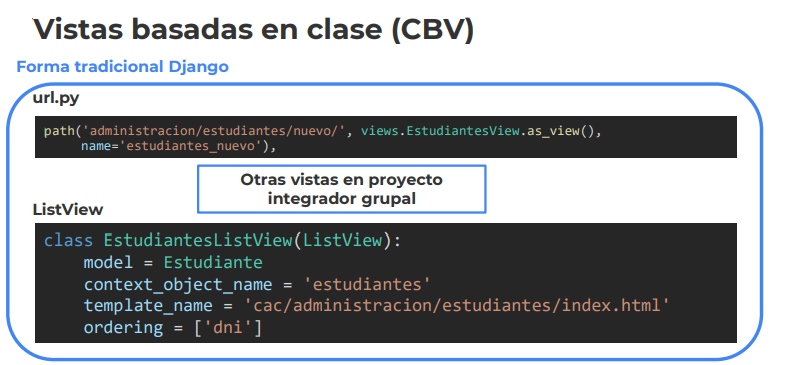 Vistas basadas en clase (CBV)
Forma tradicional Django
url.py
path('administracion/estudiantes/nuevo/', views.EstudiantesView.as_view(),
name='estudiantes_nuevo'),
Otras vistas en proyecto
integrador grupal
ListView
class EstudiantesListView(ListView):
model = Estudiante
context_object_name = 'estudiantes'
template_name = 'cac/administracion/estudiantes/index.html'
ordering = ['dni']